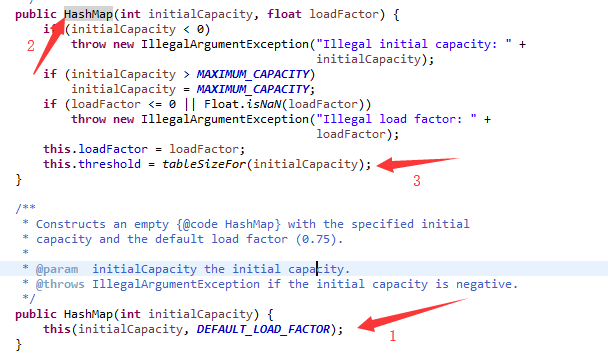 */
public HashMap(int initialCapacity, float loadFactor) {
if (initialCapacity < 0)
throw new IllegalArgumentException("Illegal initial capacity: " +
initialCapacity);
if (initialCapacity > MAXIMUM_CAPACITY)
initialCapacity = MAXIMUM_CAPACITY;
if (loadFactor <= 0 || Float.isNaN(loadFactor))
throw new IllegalArgumentException("Illegal load factor: " +
loadFactor);
this.loadFactor = loadFactor;
this.threshold = tableSizeFor(initialCapacity);
}
/**
* Constructs an empty {@code HashMap} with the specified initial
* capacity and the default load factor (0.75).
*
* @param initialCapacity the initial capacity.
* @throws IllegalArgumentException if the initial capacity is negative.
*/
public HashMap(int initialCapacity) {
this(initialCapacity, DEFAULT_LOAD_FACTOR);
}
2
3
1